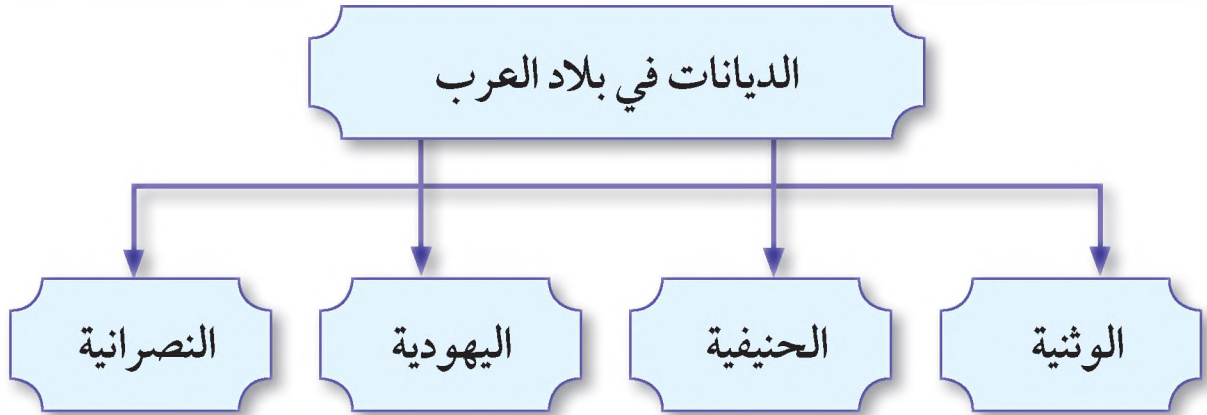 الديانات في بلاد العرب
الوثنية
الحنيفية
اليهودية
النصرانية